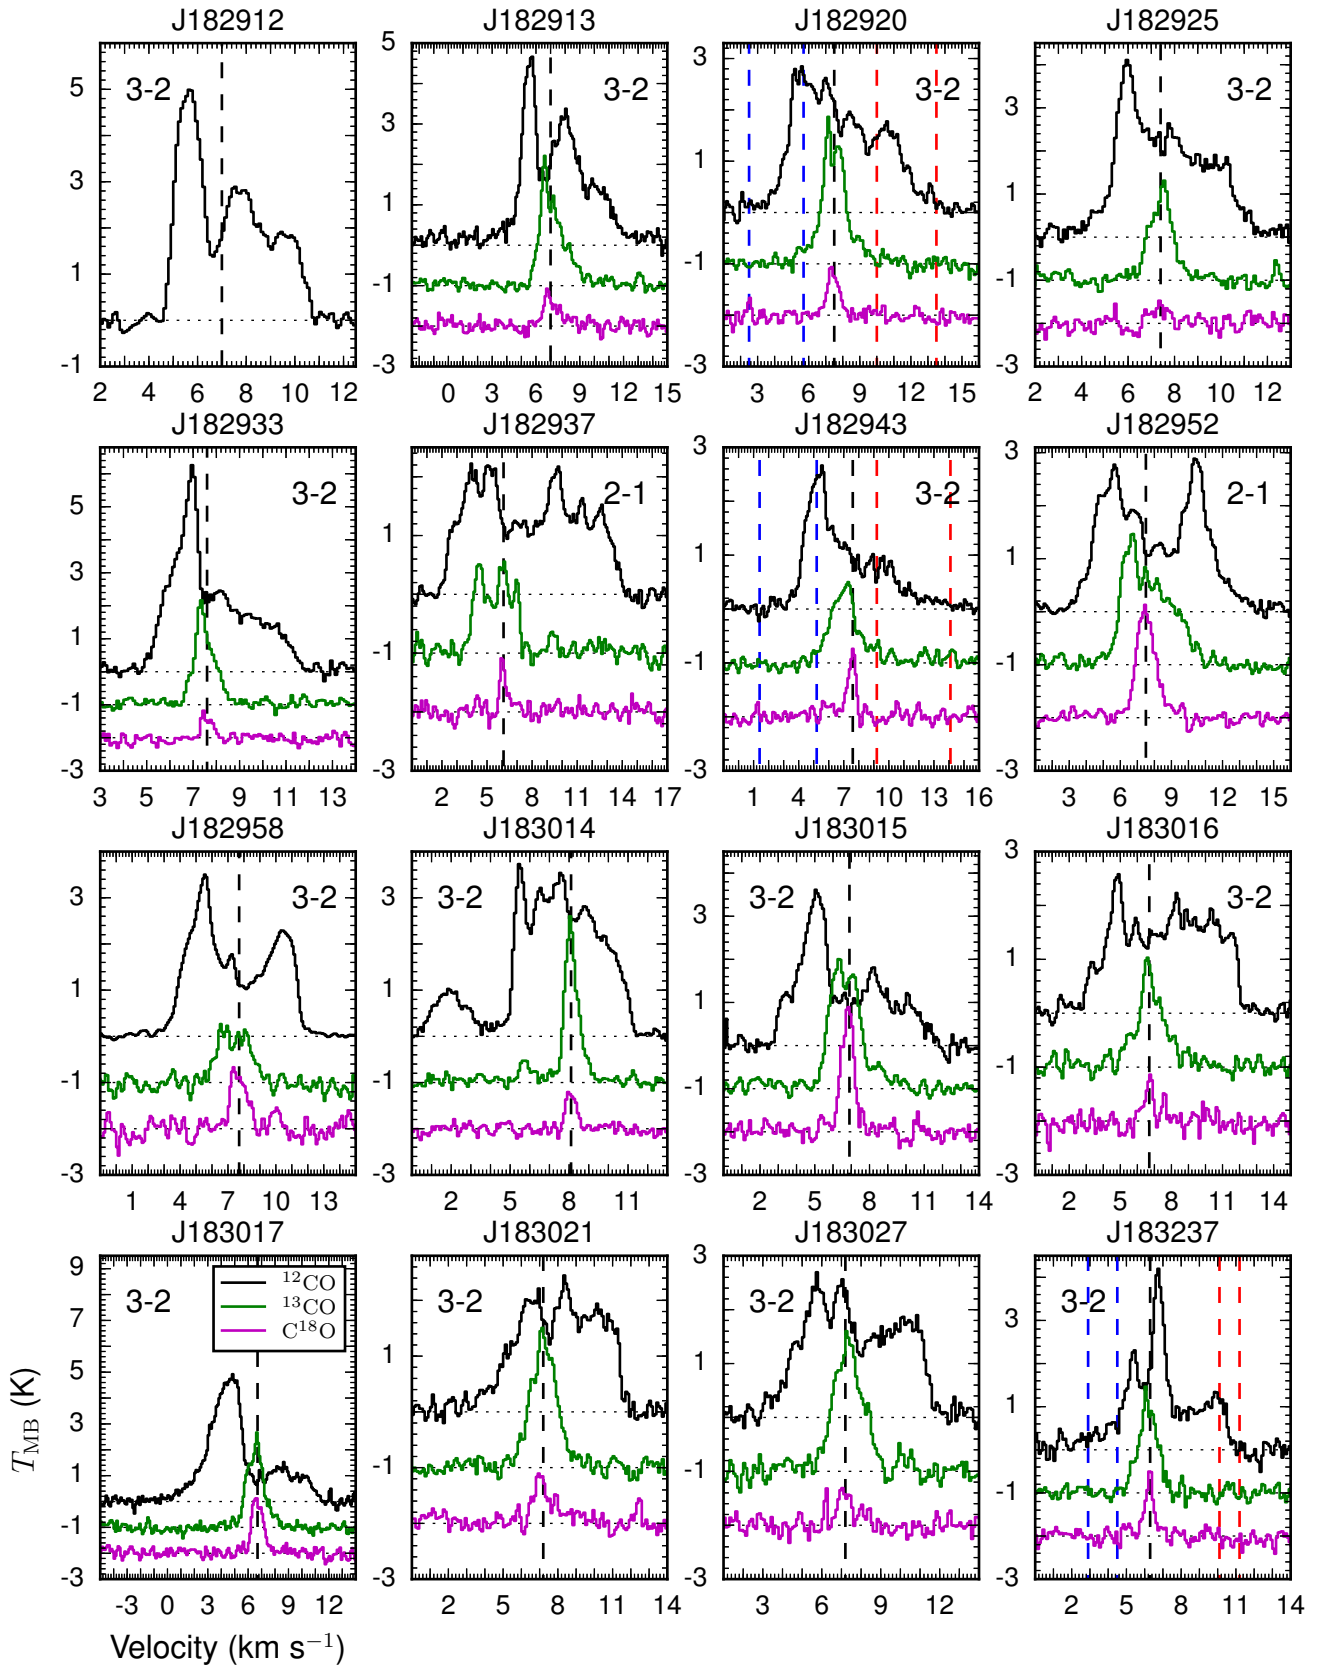 J182912 J182913 J182920 J182925
3-2 3-2 3-2 3-2
5 3 1 -1
5 3 1 -1 -3
3 1 -1 -3
3 1 -1 -3
2 4 6 8 10 12
0 3 6 9 12 15
3 6 9 12 15
2 4 6 8 10 12
J182933 J182937 J182943 J182952
3-2 2-1 3-2 2-1
5 3 1 -1 -3
1 -1 -3
3 1 -1 -3
3 1 -1 -3
3 5 7 9 11 13
2 5 8 11 14 17
1 4 7 10 13 16
3 6 9 12 15
J182958 J183014 J183015 J183016
3-2 3-2 3-2 3-2
3 1 -1 -3
3 1 -1 -3
5 3 1 -1 -3
3 1 -1 -3
1 4 7 10 13
2 5 8 11
2 5 8 11 14
2 5 8 11 14
J183017 J183021 J183027 J183237
3-2 3-2 3-2 3-2
¹²CO
¹³CO
C¹⁸O
9 7 5 3 1 -1 -3
1 -1 -3
3 1 -1 -3
3 1 -1 -3
-3 0 3 6 9 12
2 5 8 11 14
3 6 9 12 15
2 5 8 11 14
T_MB (K)
Velocity (km s⁻¹)